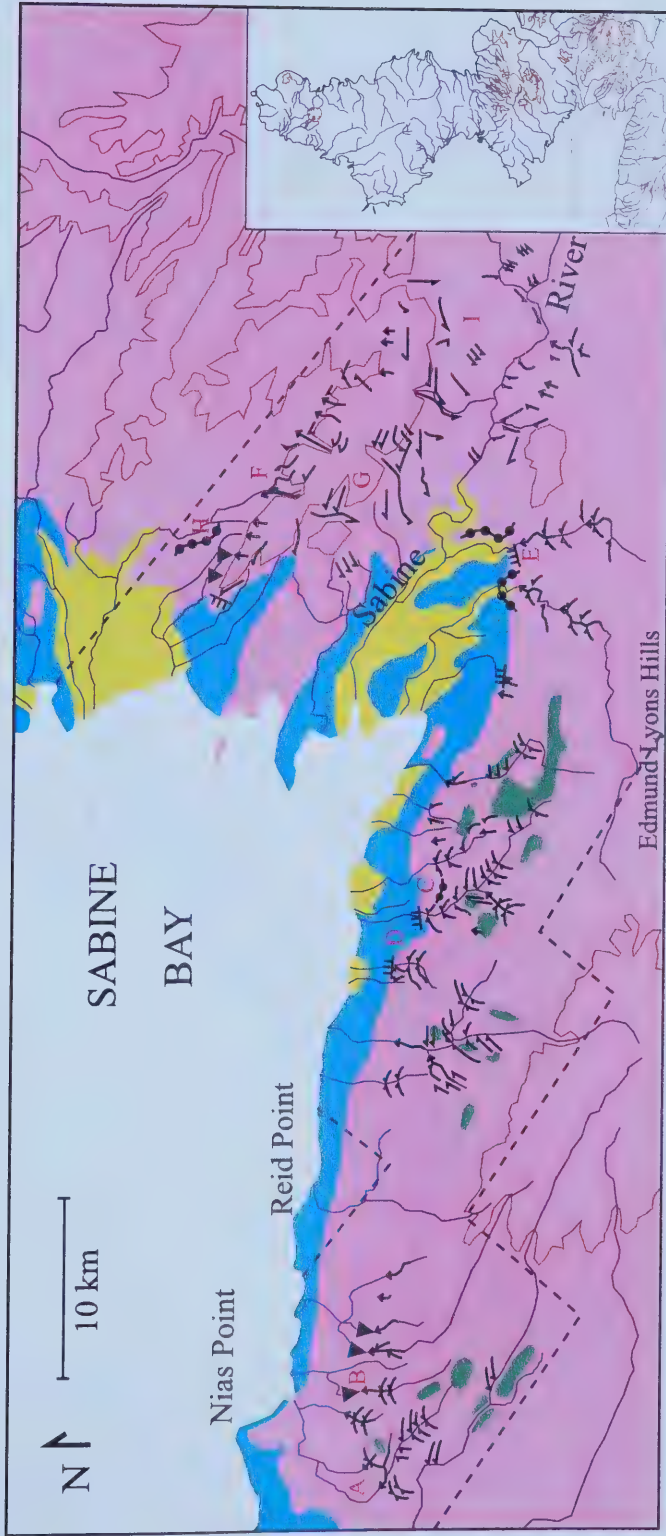 N
10 km
Nias Point
Reid Point
SABINE
BAY
Sabine
River
Edmund Lyons Hills
A
B
C
D
E
F
G
H
I